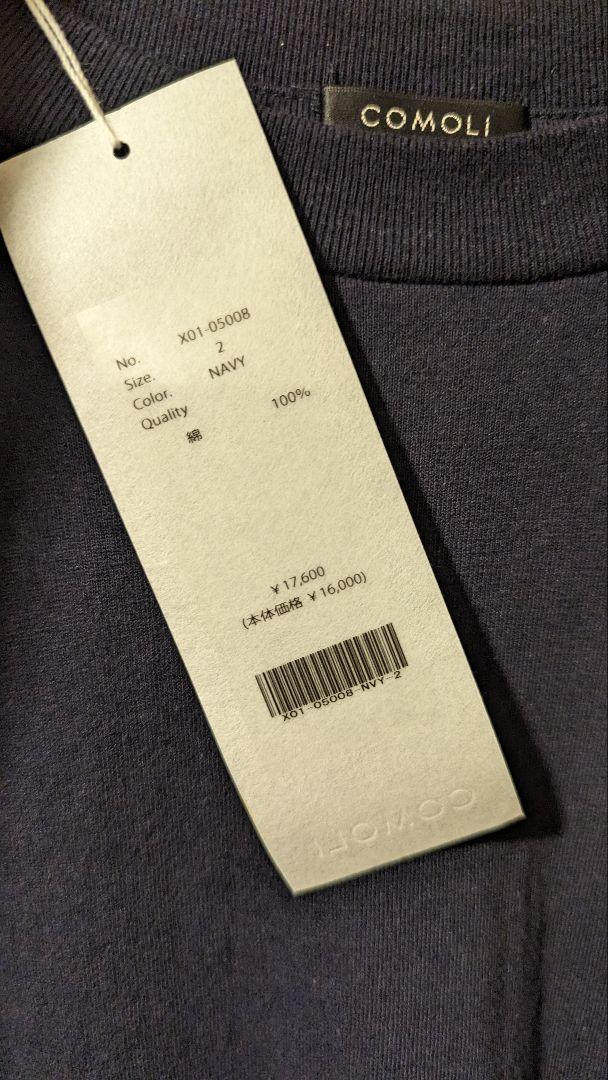 COMOLI
No. X01-05008
Size. 2
Color. NAVY
Quality
綿 100%
¥17,600
(本体価格 ¥16,000)
X01-05008-NVY-2
COMOLI